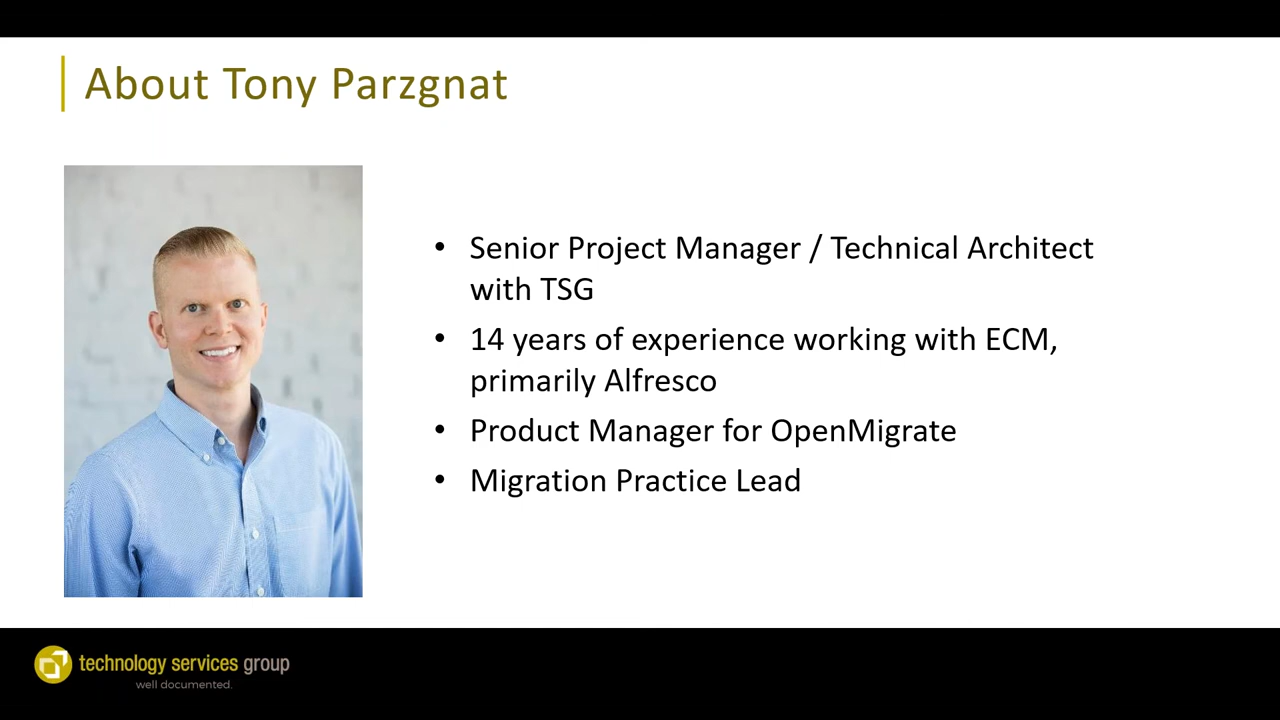 About Tony Parzgnat
• Senior Project Manager / Technical Architect
with TSG
• 14 years of experience working with ECM,
primarily Alfresco
• Product Manager for OpenMigrate
• Migration Practice Lead
technology services group
well documented.